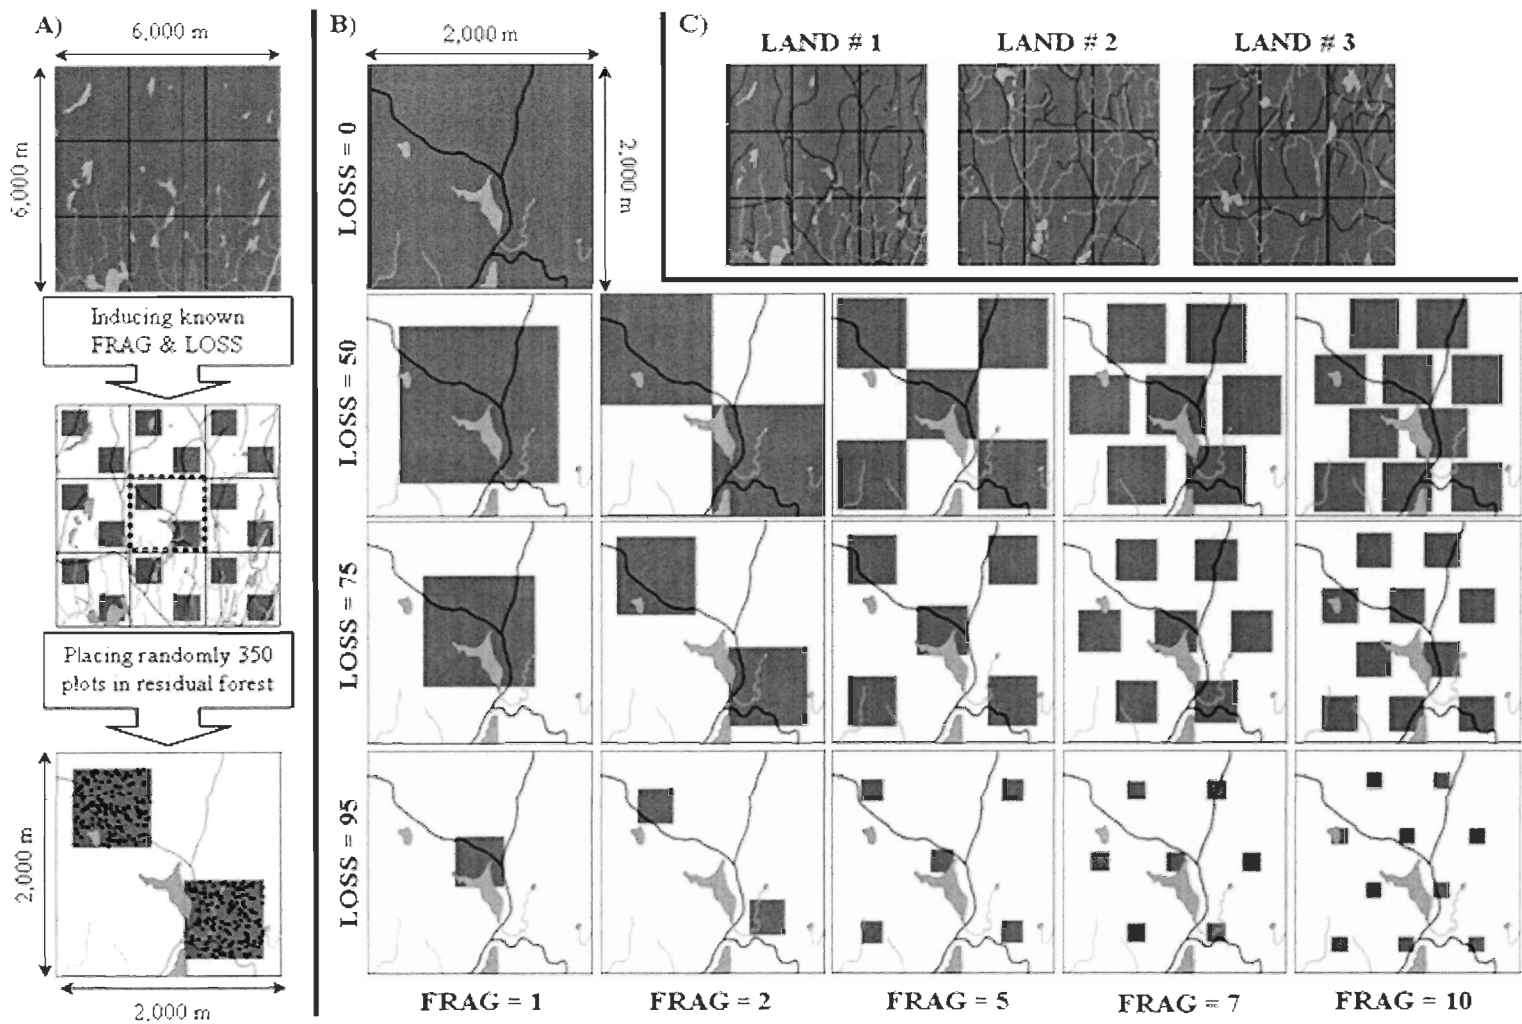 A)
6,000 m
6,000 m
Inducing known
FRAG & LOSS
Placing randomly 350
plots in residual forest
2,000 m
2,000 m
B)
2,000 m
2,000 m
LOSS = 0
LOSS = 50
LOSS = 75
LOSS = 95
FRAG = 1
FRAG = 2
FRAG = 5
FRAG = 7
FRAG = 10
C)
LAND # 1
LAND # 2
LAND # 3